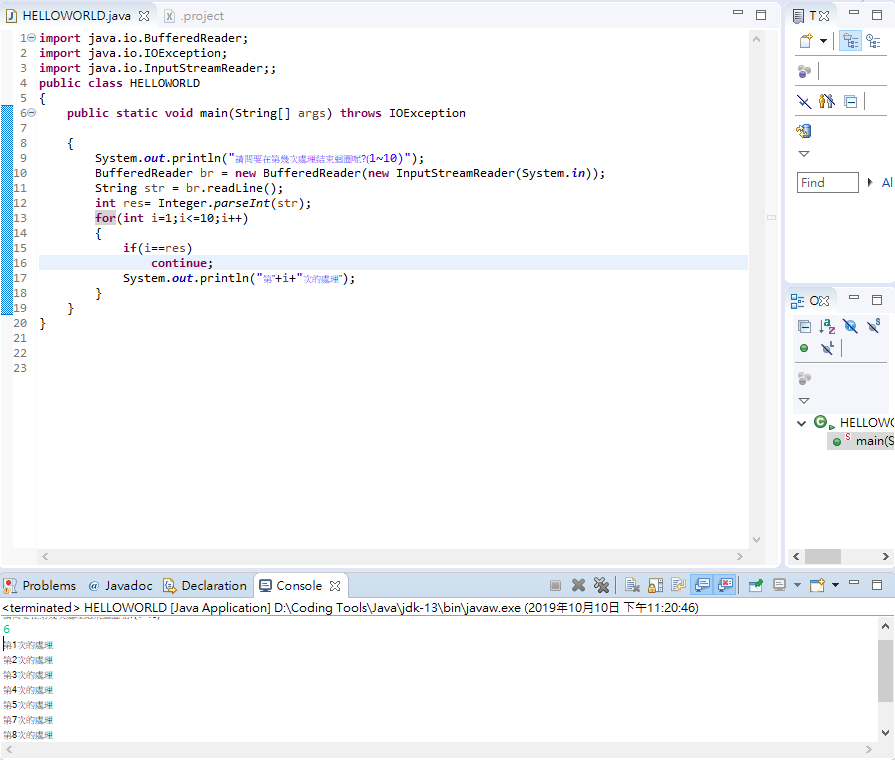 HELLOWORLD.java
.project
1 import java.io.BufferedReader;
2 import java.io.IOException;
3 import java.io.InputStreamReader;;
4 public class HELLOWORLD
5 {
6 public static void main(String[] args) throws IOException
7
8 {
9 System.out.println("請問要在第幾次處理結束迴圈呢?(1~10)");
10 BufferedReader br = new BufferedReader(new InputStreamReader(System.in));
11 String str = br.readLine();
12 int res= Integer.parseInt(str);
13 for(int i=1;i<=10;i++)
14 {
15 if(i==res)
16 continue;
17 System.out.println("第"+i+"次的處理");
18 }
19 }
20 }
21
22
23
T
Find
Al
O
HELLOWO
main(S
Problems @ Javadoc Declaration Console
<terminated> HELLOWORLD [Java Application] D:\Coding Tools\Java\jdk-13\bin\javaw.exe (2019年10月10日 下午11:20:46)
6
第1次的處理
第2次的處理
第3次的處理
第4次的處理
第5次的處理
第7次的處理
第8次的處理